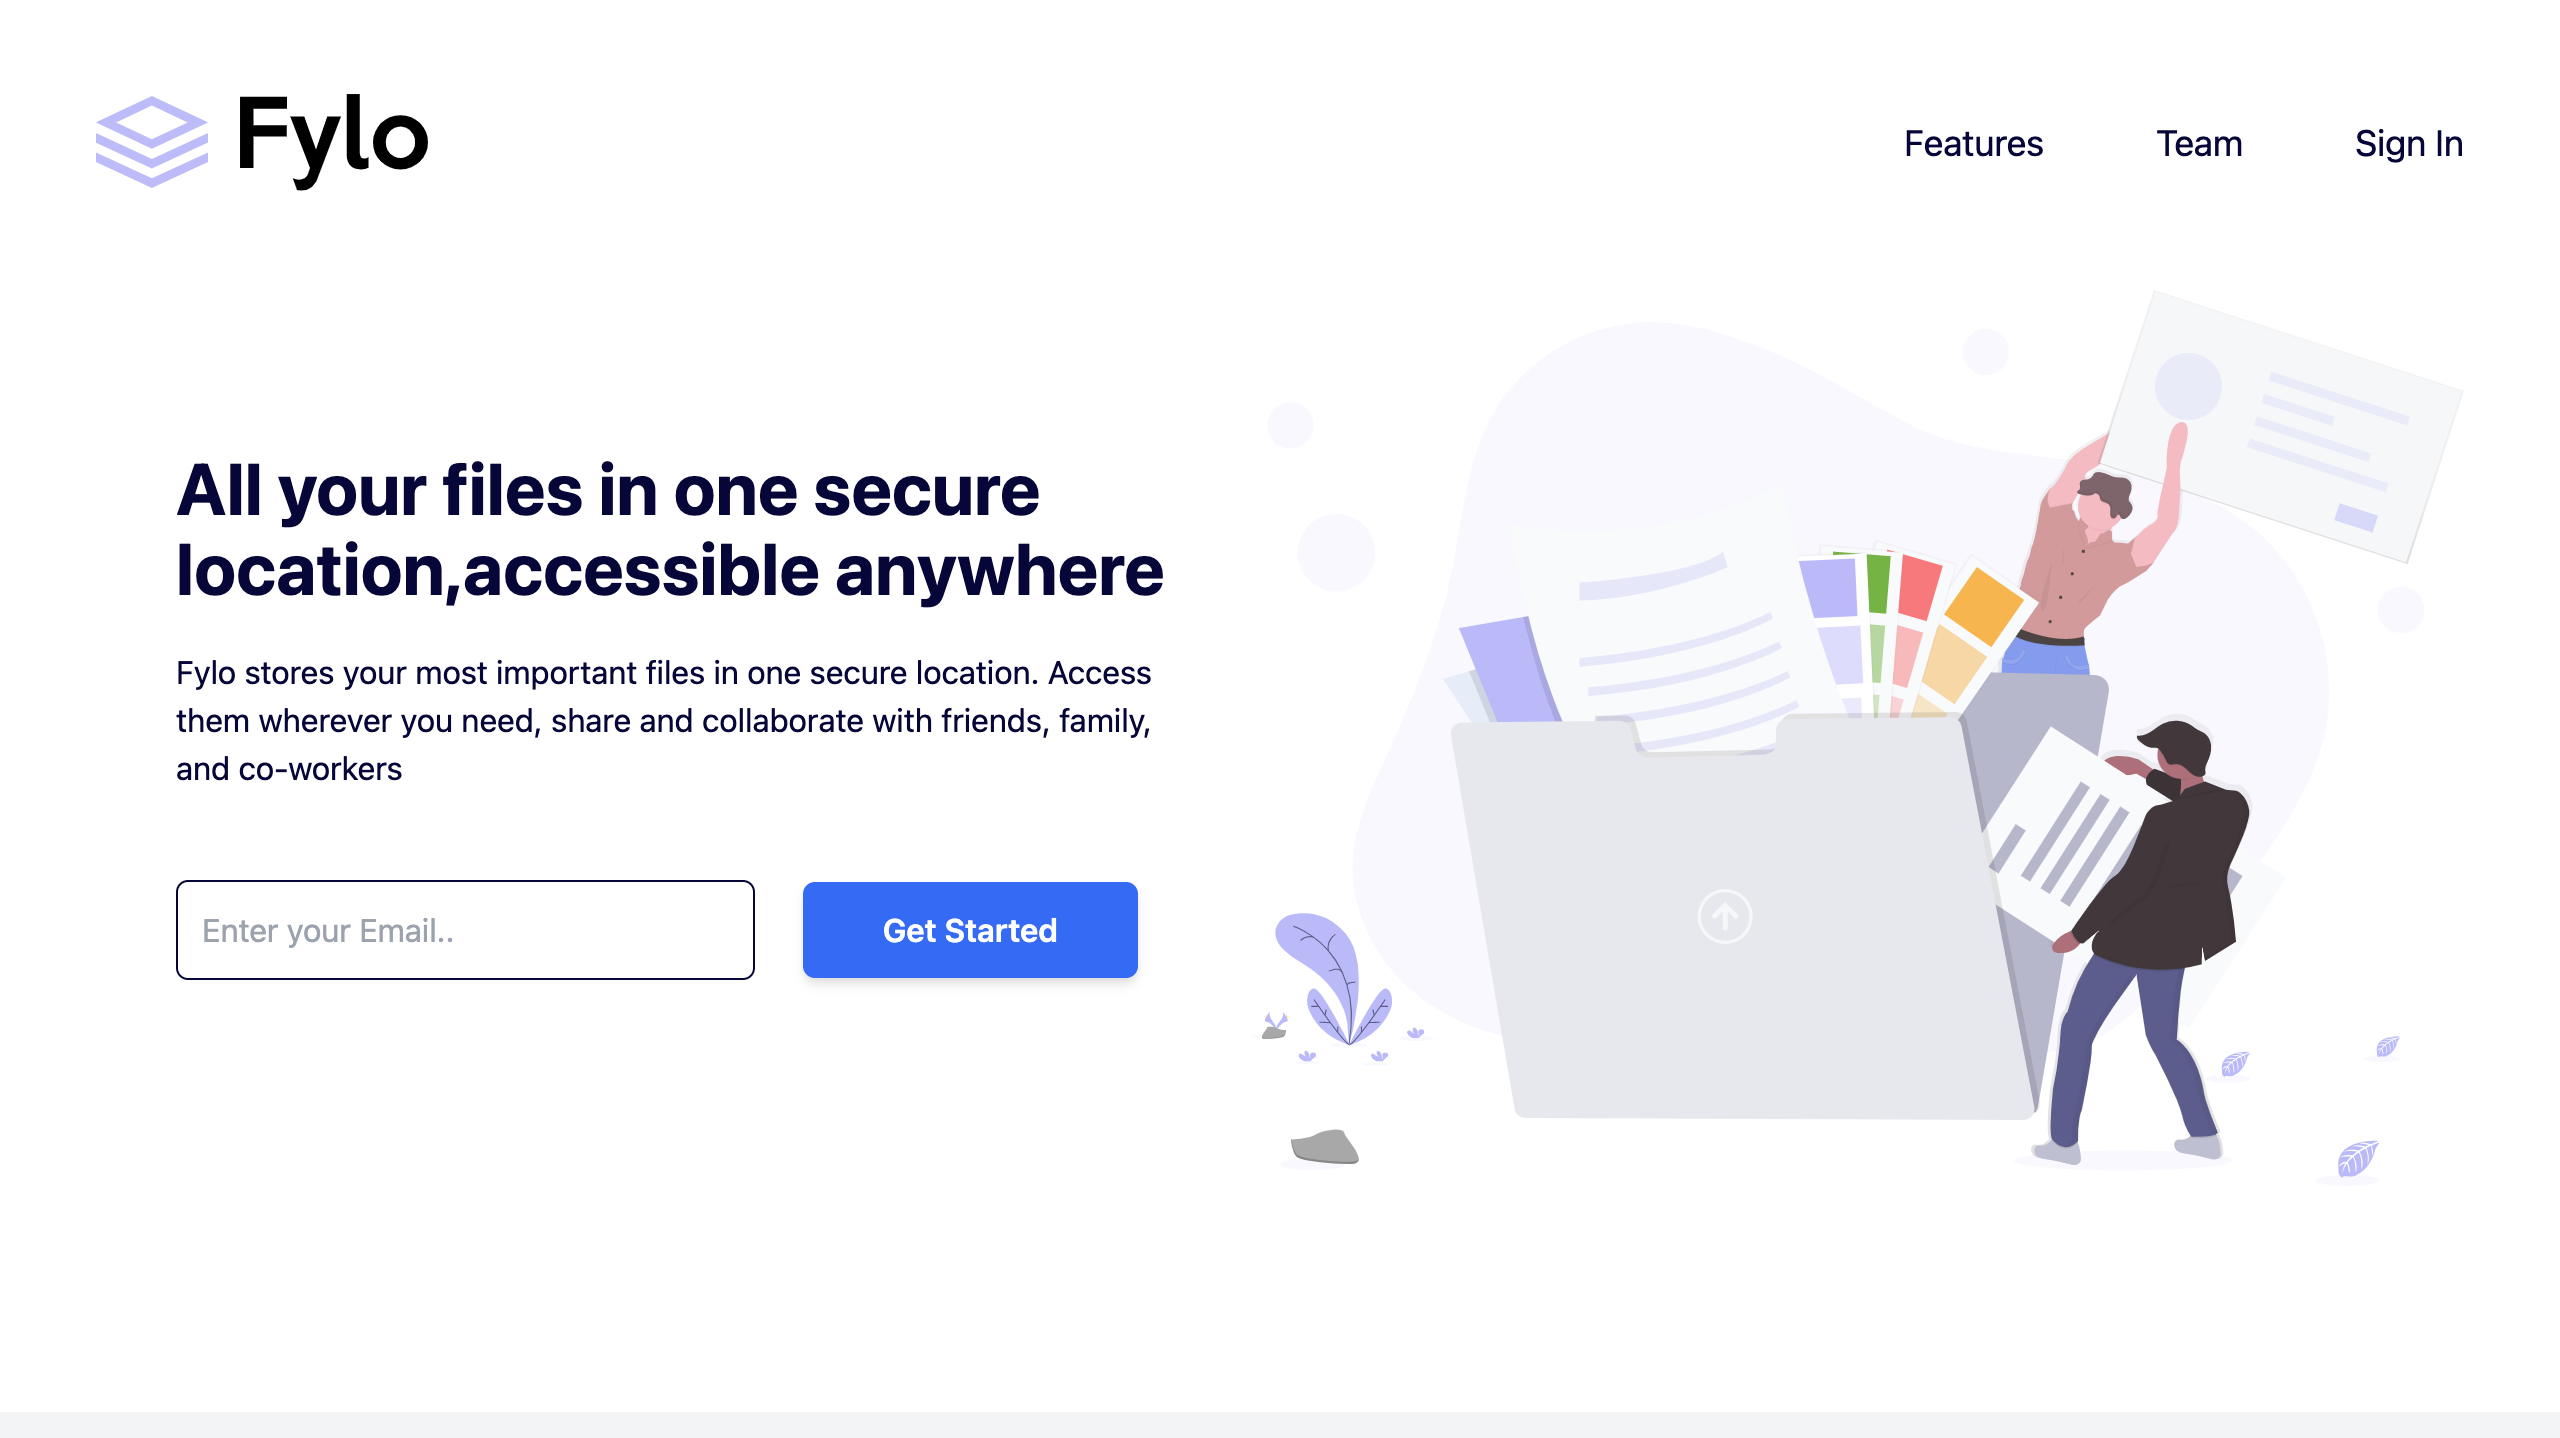 Fylo
Features
Team
Sign In
All your files in one secure
location,accessible anywhere
Fylo stores your most important files in one secure location. Access
them wherever you need, share and collaborate with friends, family,
and co-workers
Enter your Email..
Get Started